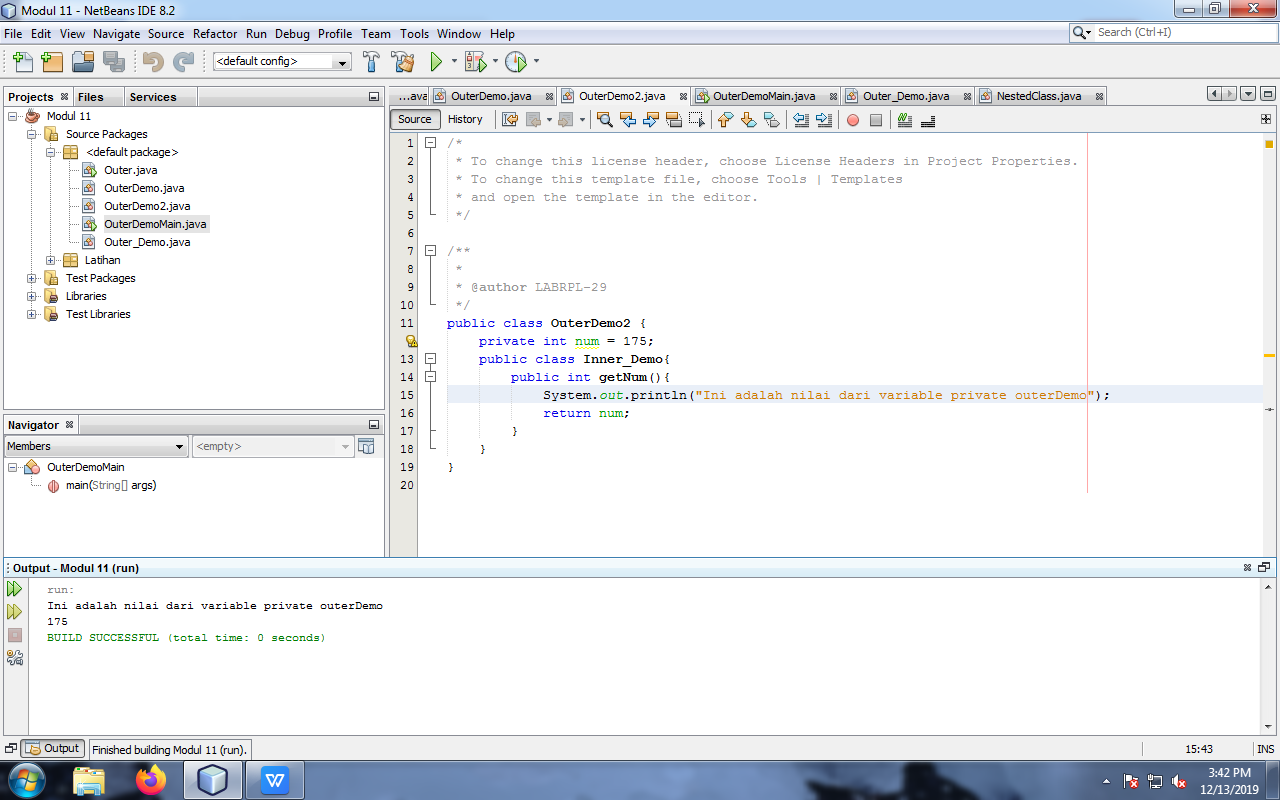 Modul 11 - NetBeans IDE 8.2
File Edit View Navigate Source Refactor Run Debug Profile Team Tools Window Help
Search (Ctrl+I)
<default config>
Projects Files Services
Modul 11
Source Packages
<default package>
Outer.java
OuterDemo.java
OuterDemo2.java
OuterDemoMain.java
Outer_Demo.java
Latihan
Test Packages
Libraries
Test Libraries
Navigator
Members <empty>
OuterDemoMain
main(String[] args)
...ava OuterDemo.java OuterDemo2.java OuterDemoMain.java Outer_Demo.java NestedClass.java
Source History
1 /*
2 * To change this license header, choose License Headers in Project Properties.
3 * To change this template file, choose Tools | Templates
4 * and open the template in the editor.
5 */
6
7 /**
8 *
9 * @author LABRPL-29
10 */
11 public class OuterDemo2 {
private int num = 175;
13 public class Inner_Demo{
14 public int getNum(){
15 System.out.println("Ini adalah nilai dari variable private outerDemo");
16 return num;
17 }
18 }
19 }
20
Output - Modul 11 (run)
run:
Ini adalah nilai dari variable private outerDemo
175
BUILD SUCCESSFUL (total time: 0 seconds)
Output Finished building Modul 11 (run). 15:43 INS
3:42 PM
12/13/2019